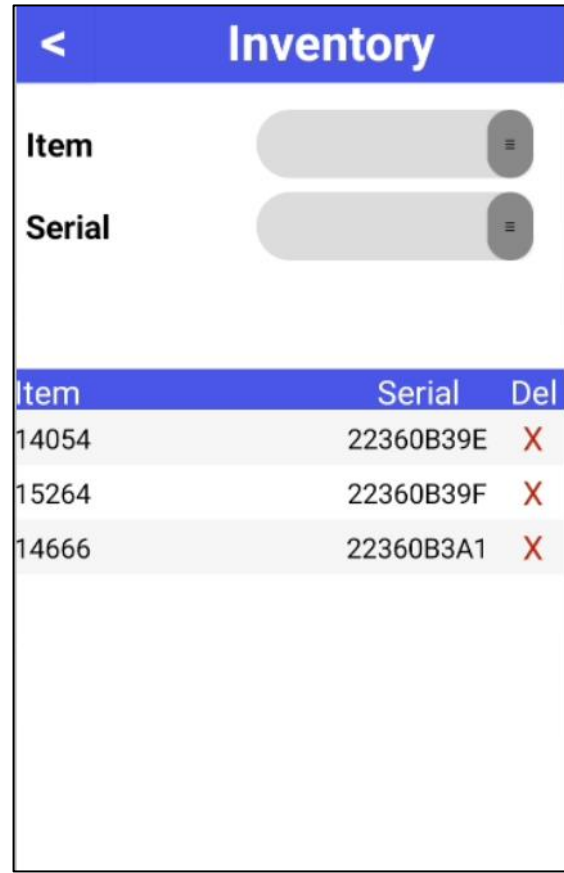 < Inventory
Item
Serial
Item Serial Del
14054 22360B39E X
15264 22360B39F X
14666 22360B3A1 X